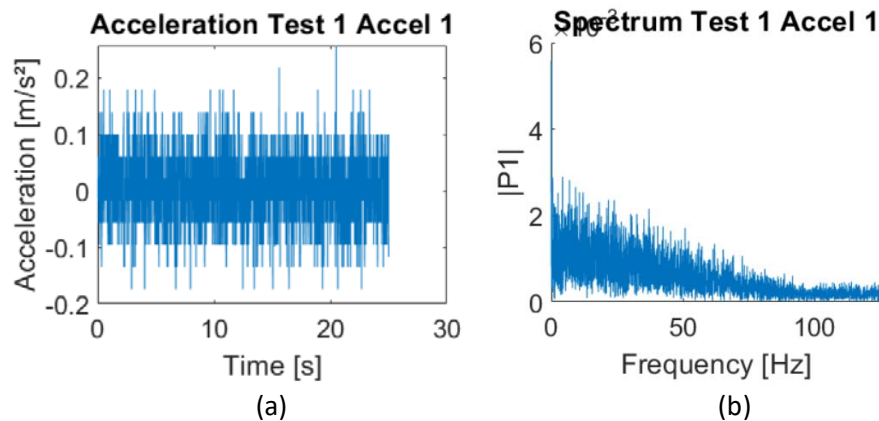 Acceleration Test 1 Accel 1
Acceleration [m/s²]
0.2
0.1
0
-0.1
-0.2
0
10
20
30
Time [s]
(a)
Spectrum Test 1 Accel 1
|P1|
6
4
2
0
0
50
100
Frequency [Hz]
(b)